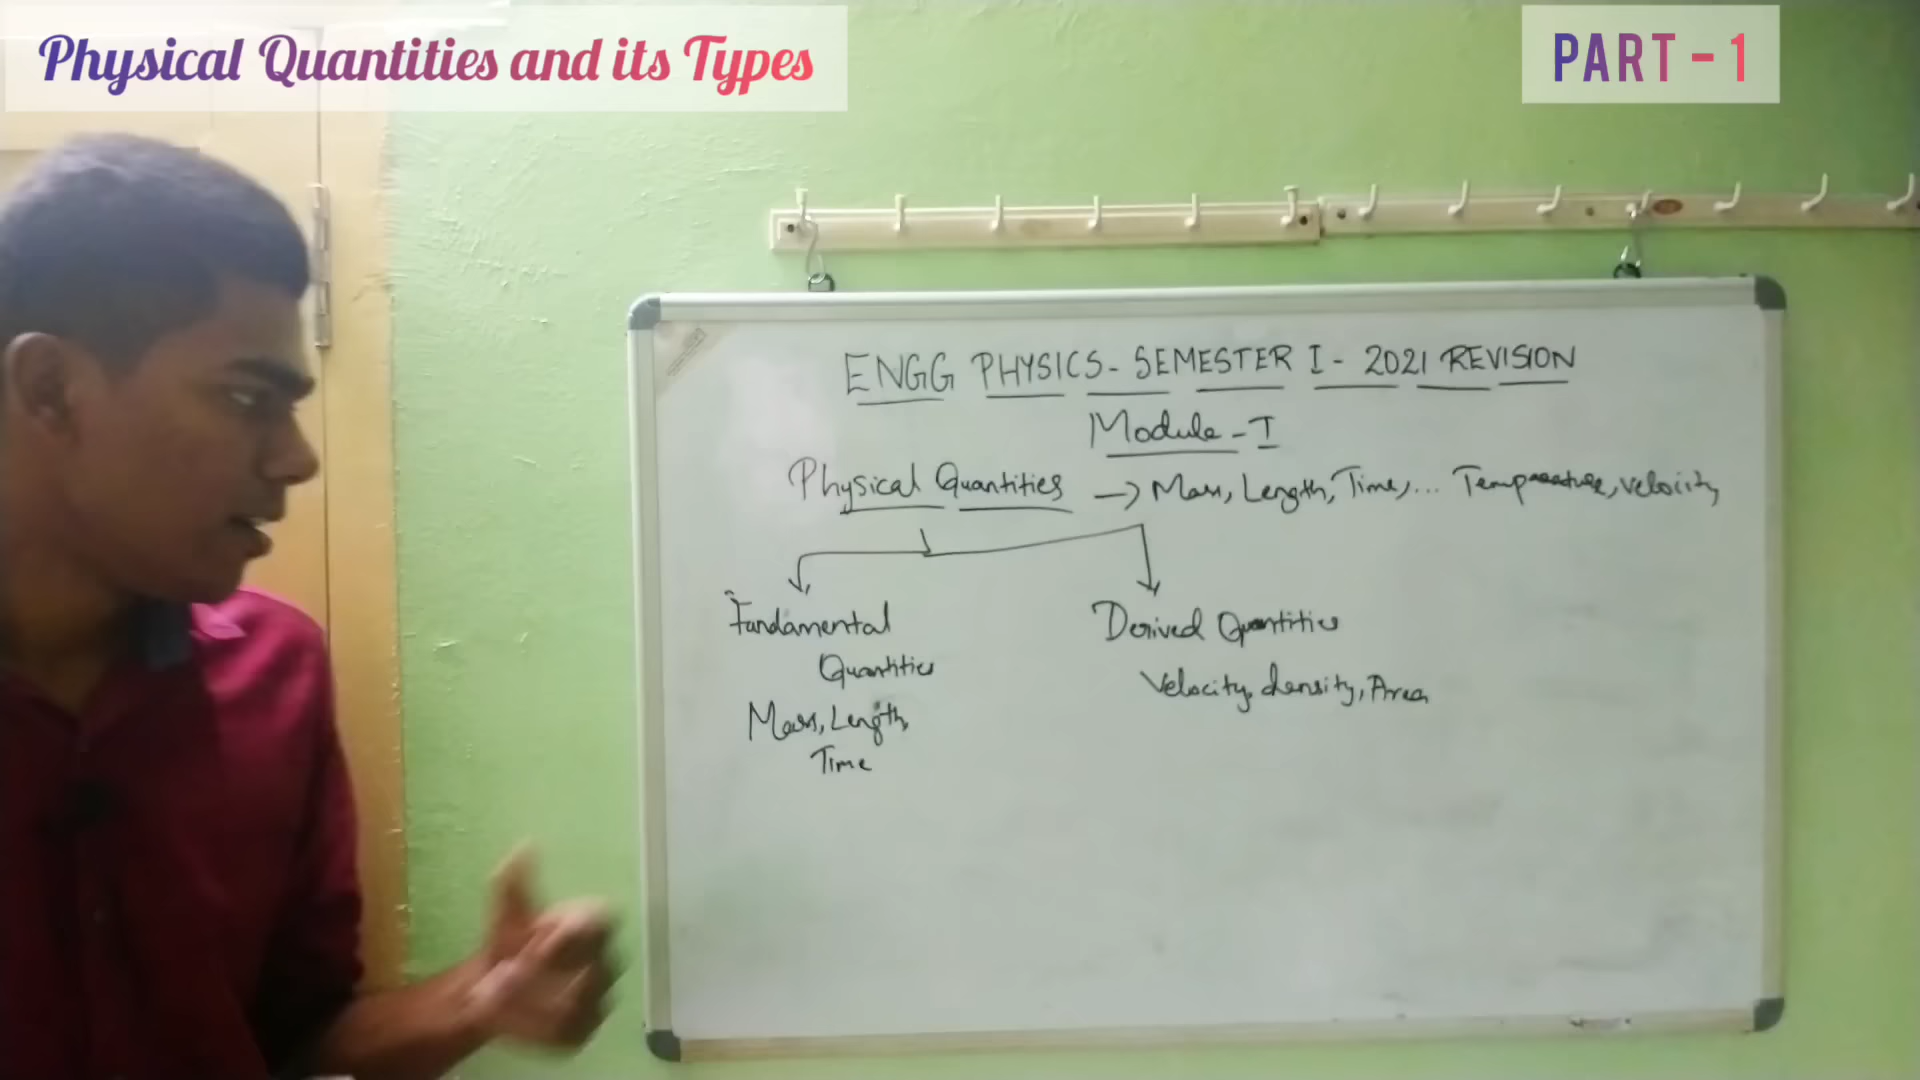 Physical Quantities and its Types
PART - 1
ENGG PHYSICS - SEMESTER I - 2021 REVISION
Module - I
Physical Quantities → Mass, Length, Time, ... Temperature, velocity,
Fundamental
Quantities
Mass, Length,
Time
Derived Quantities
Velocity, density, Area